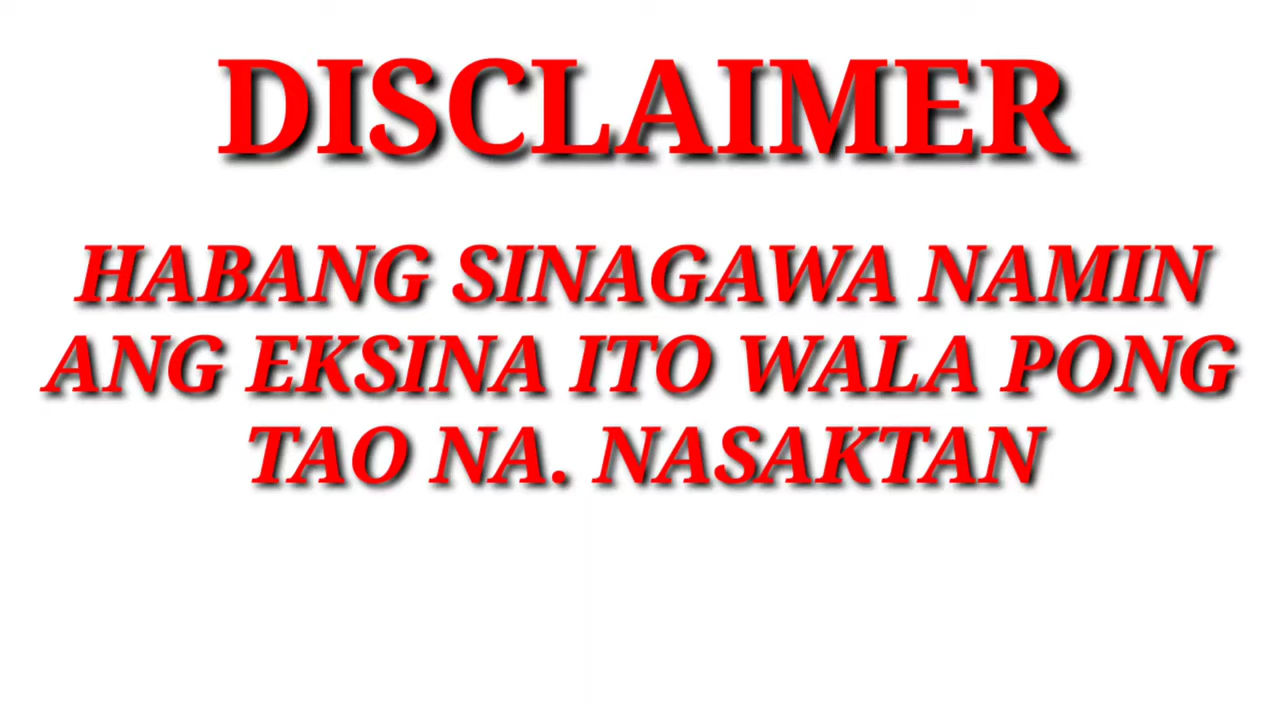 DISCLAIMER
HABANG SINAGAWA NAMIN
ANG EKSINA ITO WALA PONG
TAO NA. NASAKTAN